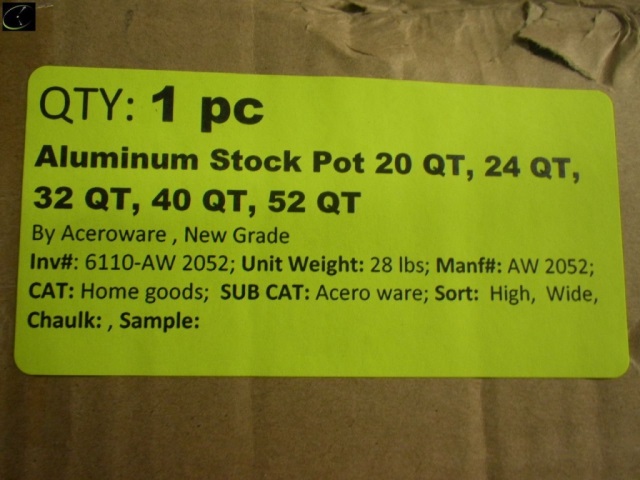 QTY: 1 pc
Aluminum Stock Pot 20 QT, 24 QT,
32 QT, 40 QT, 52 QT
By Aceroware , New Grade
Inv#: 6110-AW 2052; Unit Weight: 28 lbs; Manf#: AW 2052;
CAT: Home goods; SUB CAT: Acero ware; Sort: High, Wide,
Chaulk: , Sample: